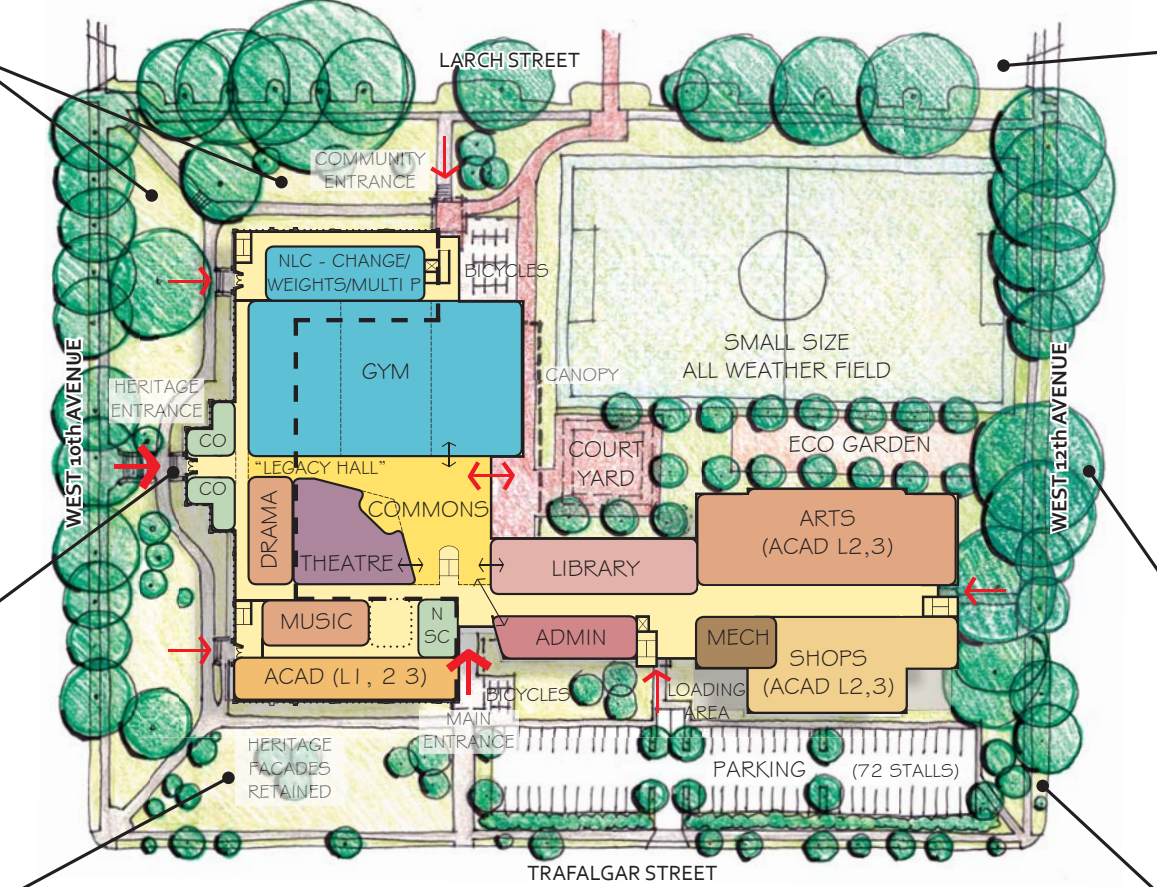 LARCH STREET
COMMUNITY
ENTRANCE
NLC - CHANGE/
WEIGHTS/MULTI P
BICYCLES
GYM
SMALL SIZE
ALL WEATHER FIELD
CANOPY
WEST 10th AVENUE
WEST 12th AVENUE
HERITAGE
ENTRANCE
CO
CO
"LEGACY HALL"
COURT
YARD
ECO GARDEN
DRAMA
COMMONS
THEATRE
ARTS
(ACAD L2,3)
LIBRARY
MUSIC
N
SC
ADMIN
MECH
SHOPS
(ACAD L2,3)
ACAD (L1, 2 3)
BICYCLES
LOADING
AREA
MAIN
ENTRANCE
HERITAGE
FACADES
RETAINED
PARKING (72 STALLS)
TRAFALGAR STREET